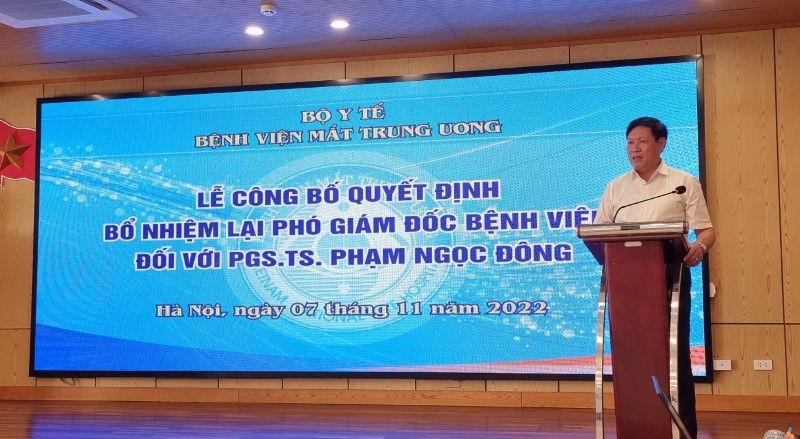 BỘ Y TẾ
BỆNH VIỆN MẮT TRUNG ƯƠNG
LỄ CÔNG BỐ QUYẾT ĐỊNH
BỔ NHIỆM LẠI PHÓ GIÁM ĐỐC BỆNH VIỆ
ĐỐI VỚI PGS.TS. PHẠM NGỌC ĐÔNG
Hà Nội, ngày 07 tháng 11 năm 2022